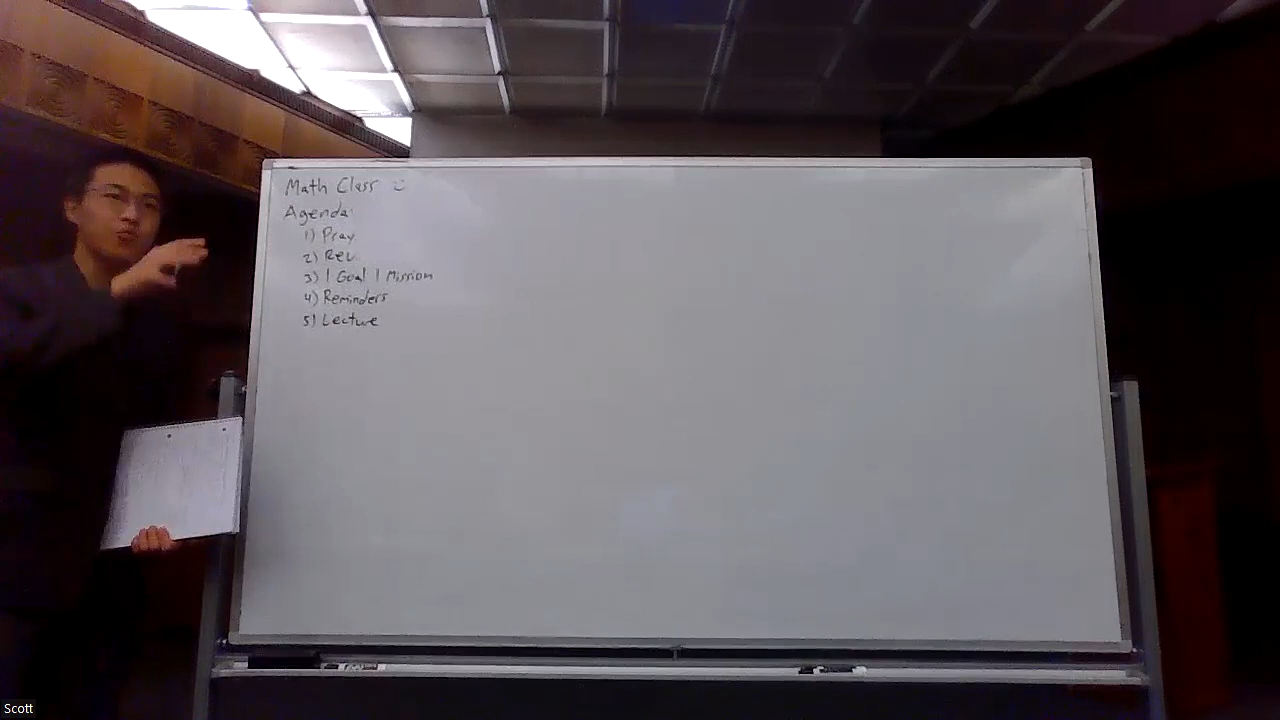 Math Class
Agenda:
1) Pray
2) Rev.
3) 1 Goal 1 Mission
4) Reminders
5) Lecture
Scott